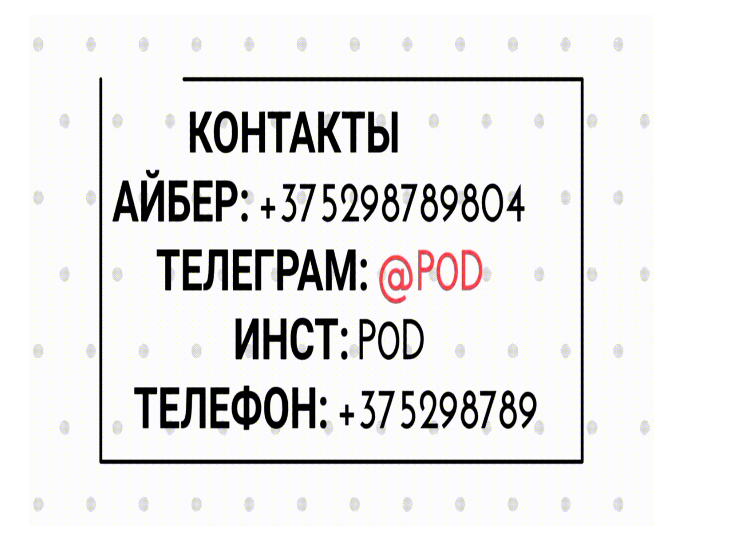 КОНТАКТЫ
АЙБЕР: +375298789804
ТЕЛЕГРАМ: @POD
ИНСТ: POD
ТЕЛЕФОН: +375298789